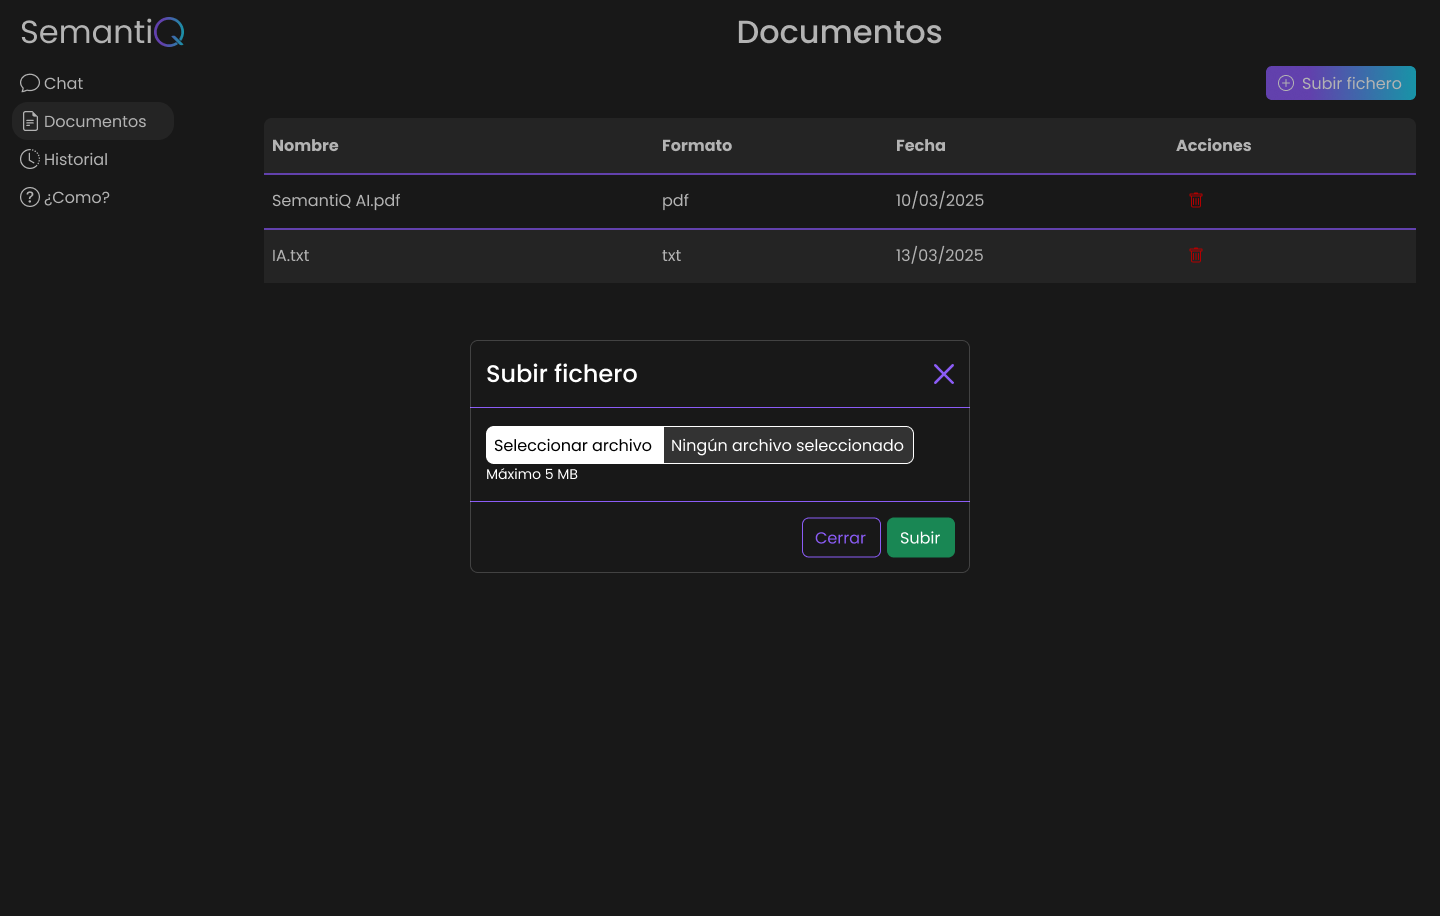 SemantiQ
Documentos
Chat
Documentos
Historial
¿Como?
Subir fichero
Nombre Formato Fecha Acciones
SemantiQ AI.pdf pdf 10/03/2025
IA.txt txt 13/03/2025
Subir fichero
Seleccionar archivo Ningún archivo seleccionado
Máximo 5 MB
Cerrar Subir